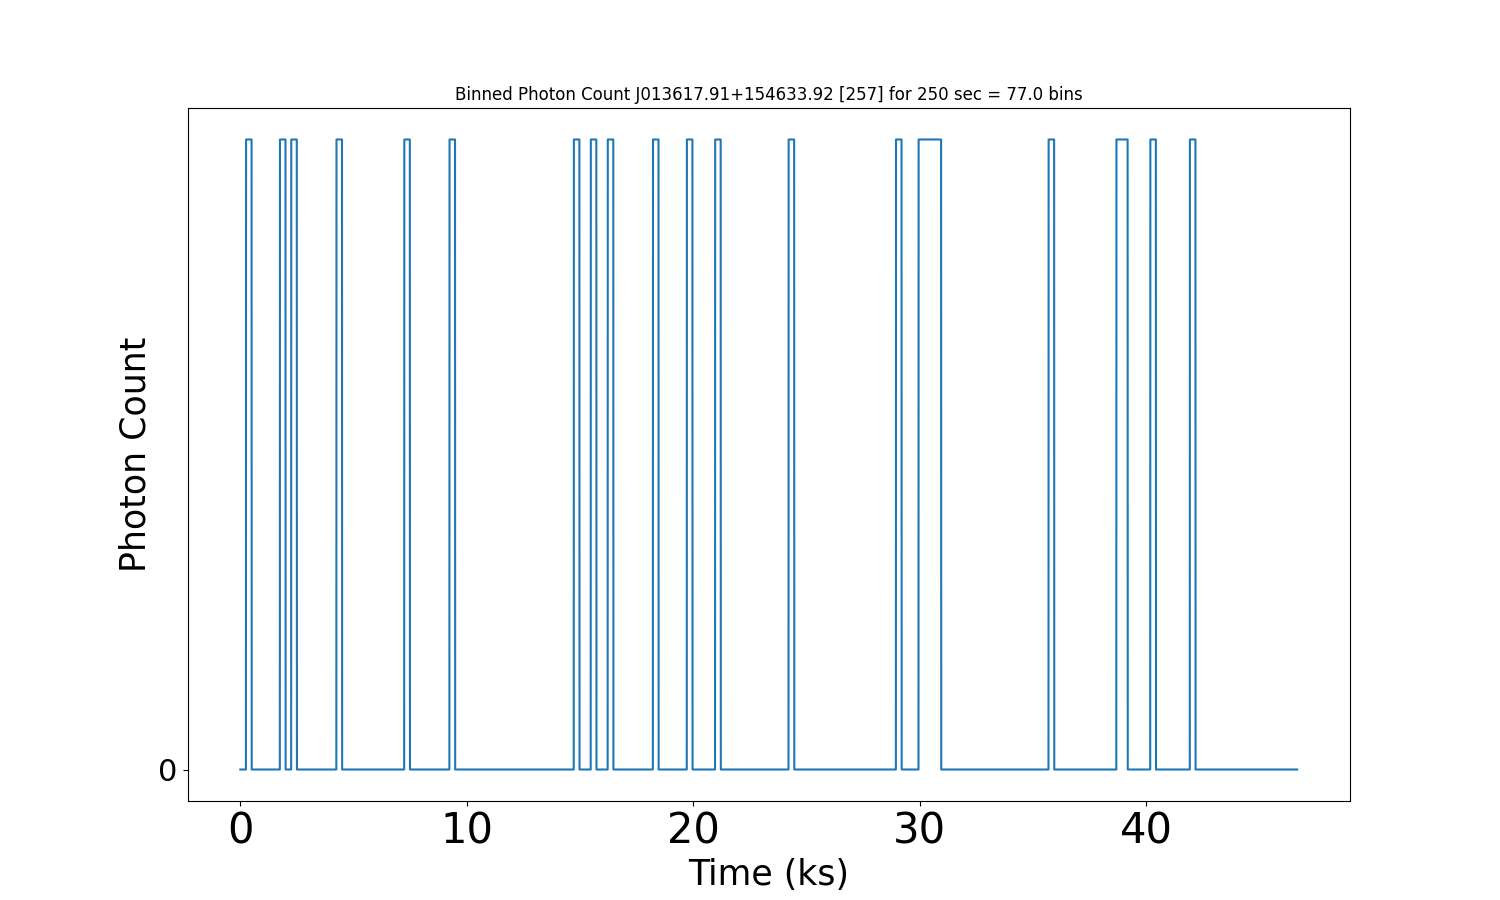 Binned Photon Count J013617.91+154633.92 [257] for 250 sec = 77.0 bins
Photon Count
0
0 10 20 30 40
Time (ks)